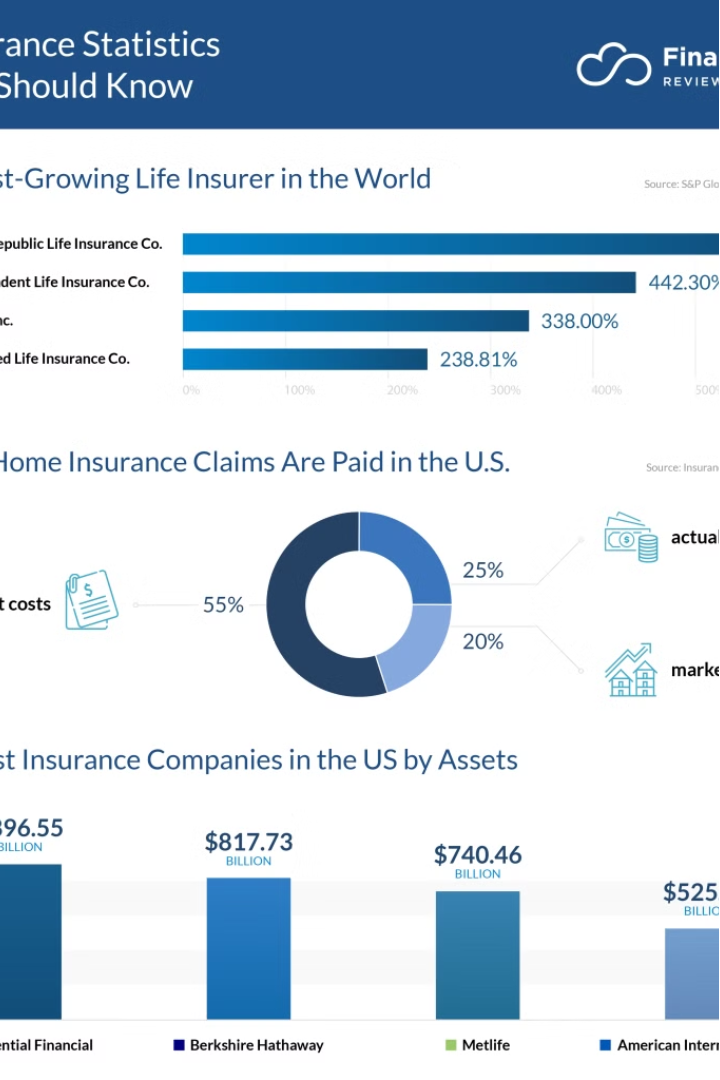 rance Statistics
Should Know
Fina
REVIEW
st-Growing Life Insurer in the World
Source: S&P Glo
epublic Life Insurance Co.
dent Life Insurance Co.
442.30%
nc.
338.00%
ed Life Insurance Co.
238.81%
0% 100% 200% 300% 400% 500%
Home Insurance Claims Are Paid in the U.S.
Source: Insuran
actual
25%
t costs
55%
20%
marke
st Insurance Companies in the US by Assets
396.55
BILLION
$817.73
BILLION
$740.46
BILLION
$525
BILLIO
ential Financial
Berkshire Hathaway
Metlife
American Intern